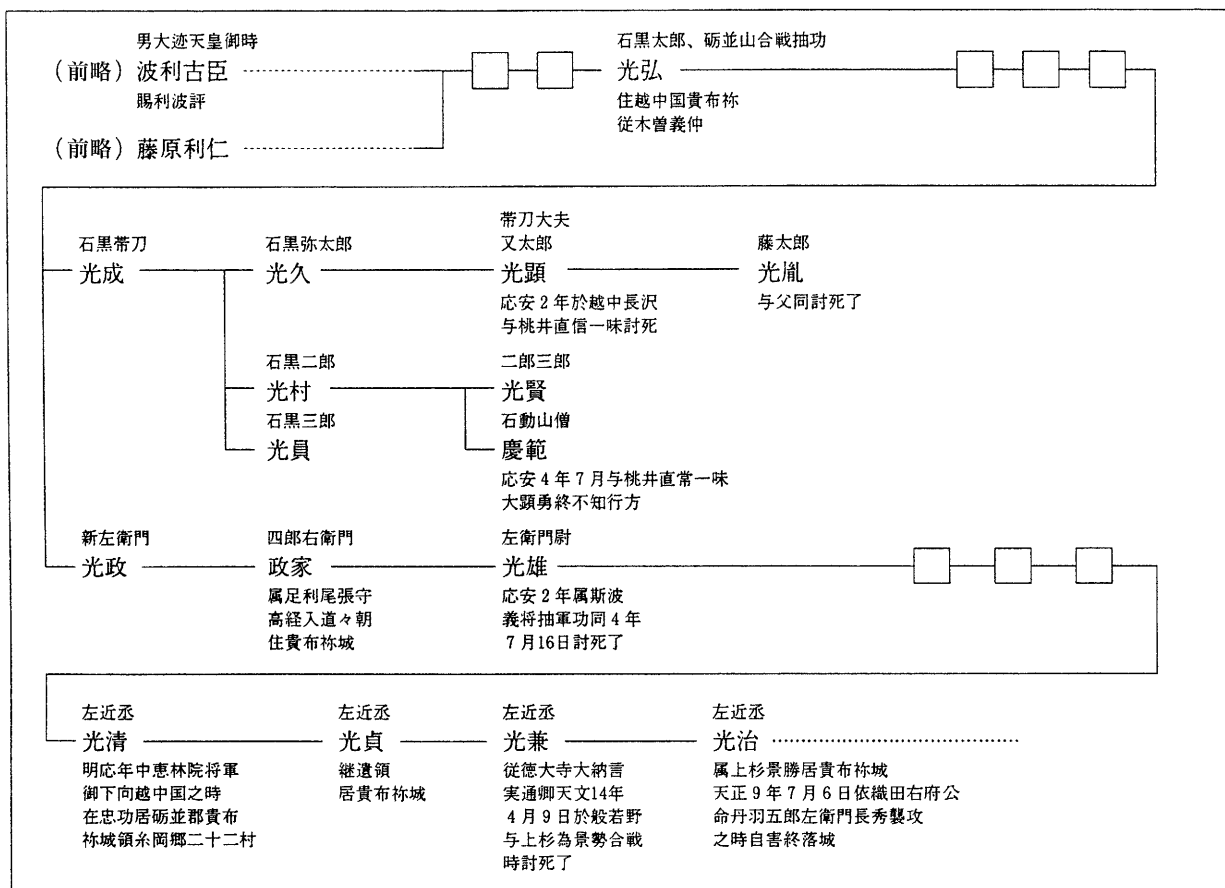 男大迹天皇御時
(前略) 波利古臣
賜利波評
(前略) 藤原利仁
石黒太郎、砺並山合戦抽功
光弘
住越中国貴布祢
従木曽義仲
石黒帯刀
光成
石黒弥太郎
光久
帯刀大夫
又太郎
光顕
応安2年於越中長沢
与桃井直信一味討死
藤太郎
光胤
与父同討死了
石黒二郎
光村
二郎三郎
光賢
石黒三郎
光員
石動山僧
慶範
応安4年7月与桃井直常一味
大顕勇終不知行方
新左衛門
光政
四郎右衛門
政家
属足利尾張守
高経入道々朝
住貴布祢城
左衛門尉
光雄
応安2年属斯波
義将抽軍功同4年
7月16日討死了
左近丞
光清
明応年中恵林院将軍
御下向越中国之時
在忠功居砺並郡貴布
祢城領糸岡郷二十二村
左近丞
光貞
継遺領
居貴布祢城
左近丞
光兼
従徳大寺大納言
実通卿天文14年
4月9日於般若野
与上杉為景勢合戦
時討死了
左近丞
光治
属上杉景勝居貴布祢城
天正9年7月6日依織田右府公
命丹羽五郎左衛門長秀襲攻
之時自害終落城